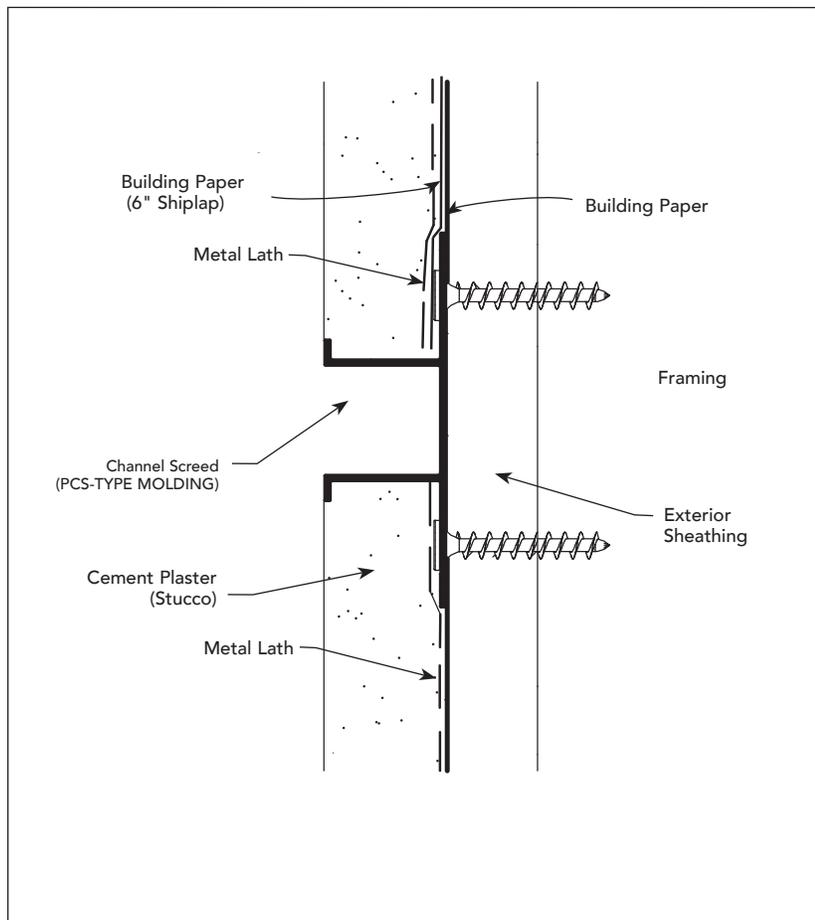 Building Paper
(6" Shiplap)
Building Paper
Metal Lath
Framing
Channel Screed
(PCS-TYPE MOLDING)
Exterior
Sheathing
Cement Plaster
(Stucco)
Metal Lath